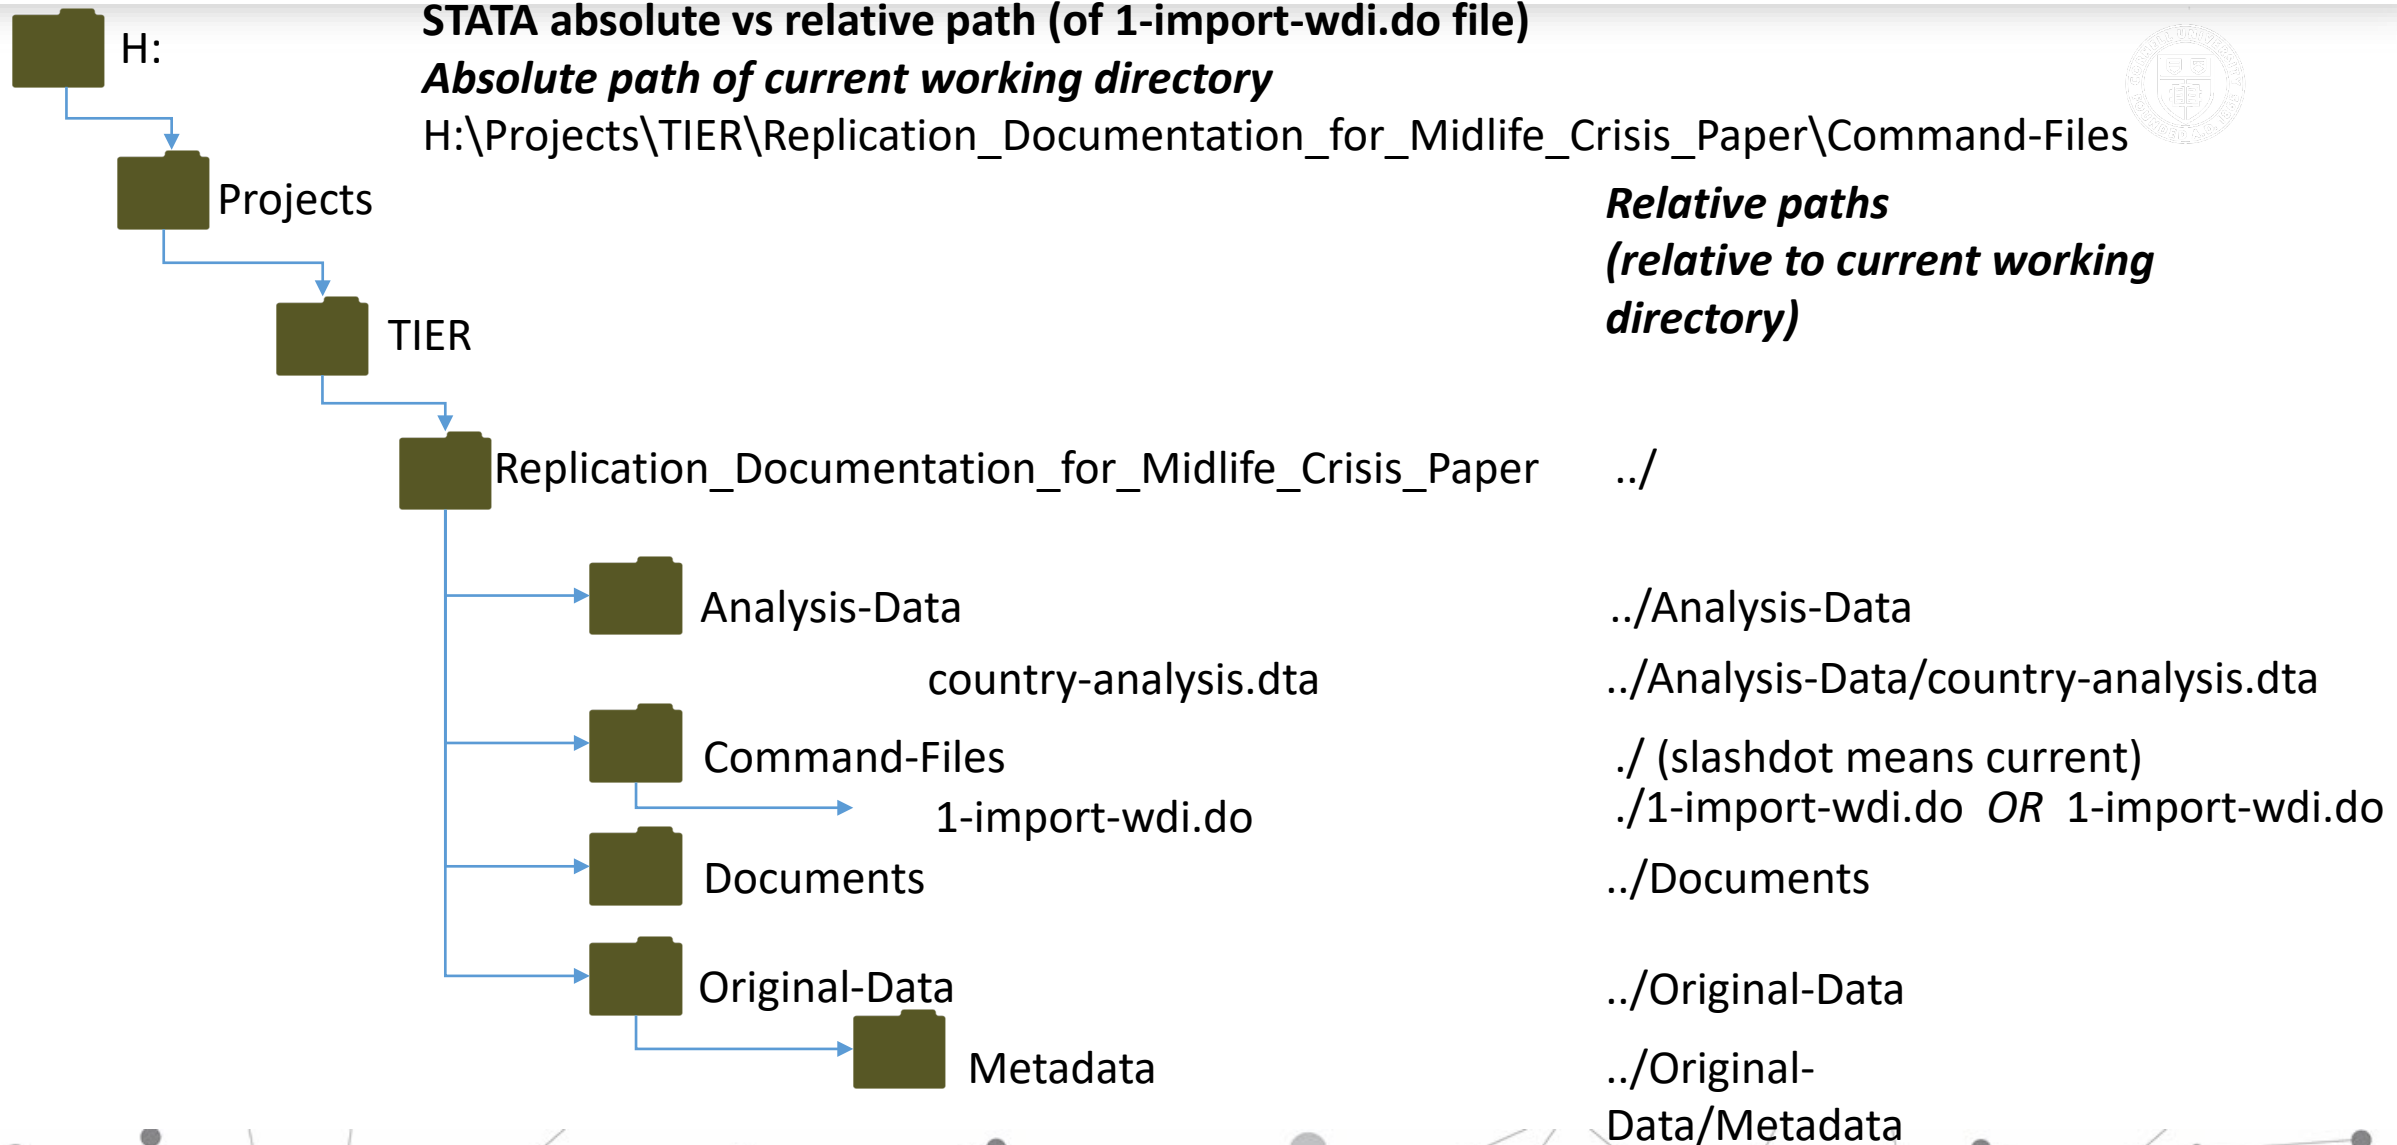 STATA absolute vs relative path (of 1-import-wdi.do file)
H:
Absolute path of current working directory
H:\Projects\TIER\Replication_Documentation_for_Midlife_Crisis_Paper\Command-Files
Projects
Relative paths
(relative to current working
directory)
TIER
Replication_Documentation_for_Midlife_Crisis_Paper ../
Analysis-Data ../Analysis-Data
country-analysis.dta ../Analysis-Data/country-analysis.dta
Command-Files ./ (slashdot means current)
1-import-wdi.do ./1-import-wdi.do OR 1-import-wdi.do
Documents ../Documents
Original-Data ../Original-Data
Metadata ../Original-
Data/Metadata